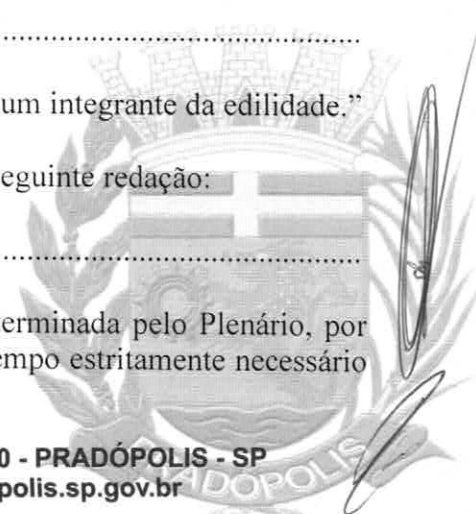 um integrante da edilidade.”
eguinte redação:
erminada pelo Plenário, por
empo estritamente necessário
0 - PRADÓPOLIS - SP
polis.sp.gov.br
PRADÓPOLIS